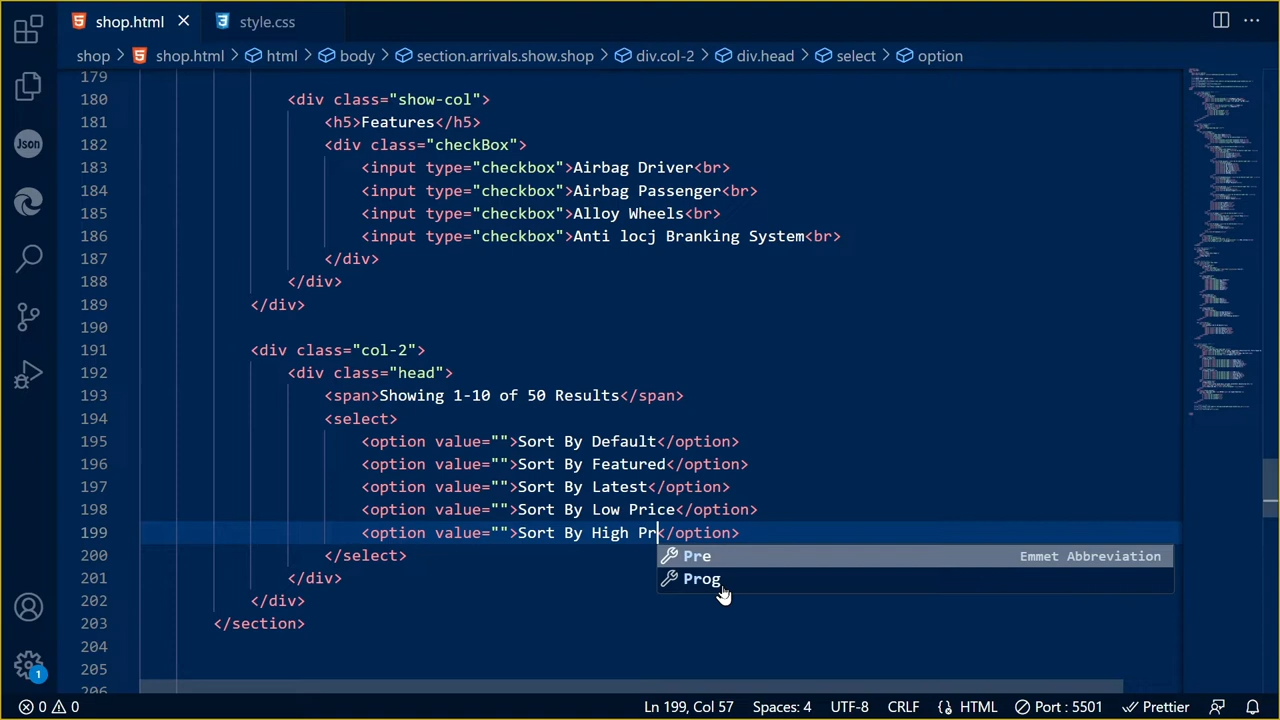 shop.html
style.css
shop > shop.html > html > body > section.arrivals.show.shop > div.col-2 > div.head > select > option
179
180 <div class="show-col">
181 <h5>Features</h5>
182 <div class="checkBox">
183 <input type="checkbox">Airbag Driver<br>
184 <input type="checkbox">Airbag Passenger<br>
185 <input type="checkbox">Alloy Wheels<br>
186 <input type="checkbox">Anti locj Branking System<br>
187 </div>
188 </div>
189 </div>
190
191 <div class="col-2">
192 <div class="head">
193 <span>Showing 1-10 of 50 Results</span>
194 <select>
195 <option value="">Sort By Default</option>
196 <option value="">Sort By Featured</option>
197 <option value="">Sort By Latest</option>
198 <option value="">Sort By Low Price</option>
199 <option value="">Sort By High Pr</option>
Pre Emmet Abbreviation
200 </select>
Prog
201 </div>
202 </div>
203 </section>
204
205
206
Json
1
0 0 Ln 199, Col 57 Spaces: 4 UTF-8 CRLF HTML Port : 5501 Prettier